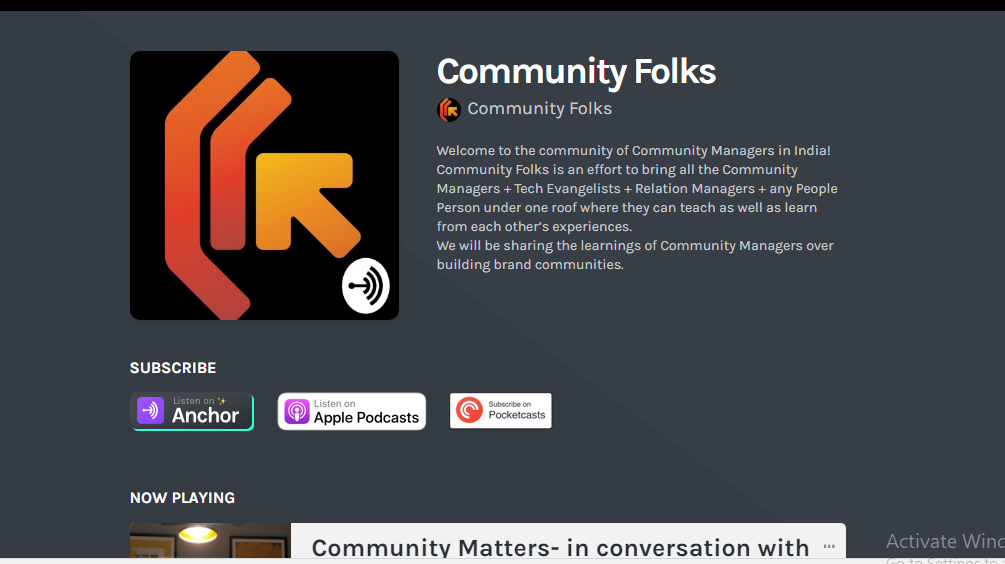 Community Folks
Community Folks
Welcome to the community of Community Managers in India!
Community Folks is an effort to bring all the Community
Managers + Tech Evangelists + Relation Managers + any People
Person under one roof where they can teach as well as learn
from each other's experiences.
We will be sharing the learnings of Community Managers over
building brand communities.
SUBSCRIBE
Listen on ✨
Anchor
Listen on
Apple Podcasts
Subscribe on
Pocketcasts
NOW PLAYING
Community Matters- in conversation with ...
Activate Winc
Go to Settings to